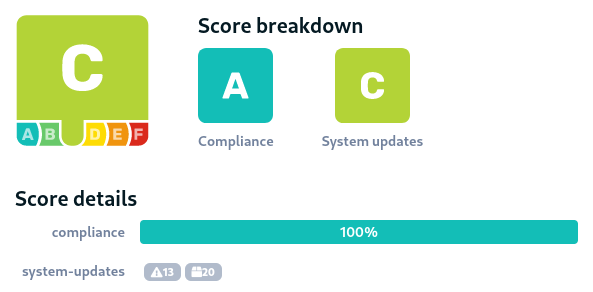 Score breakdown
C
A B D E F
A
C
Compliance
System updates
Score details
compliance
100%
system-updates
13
20